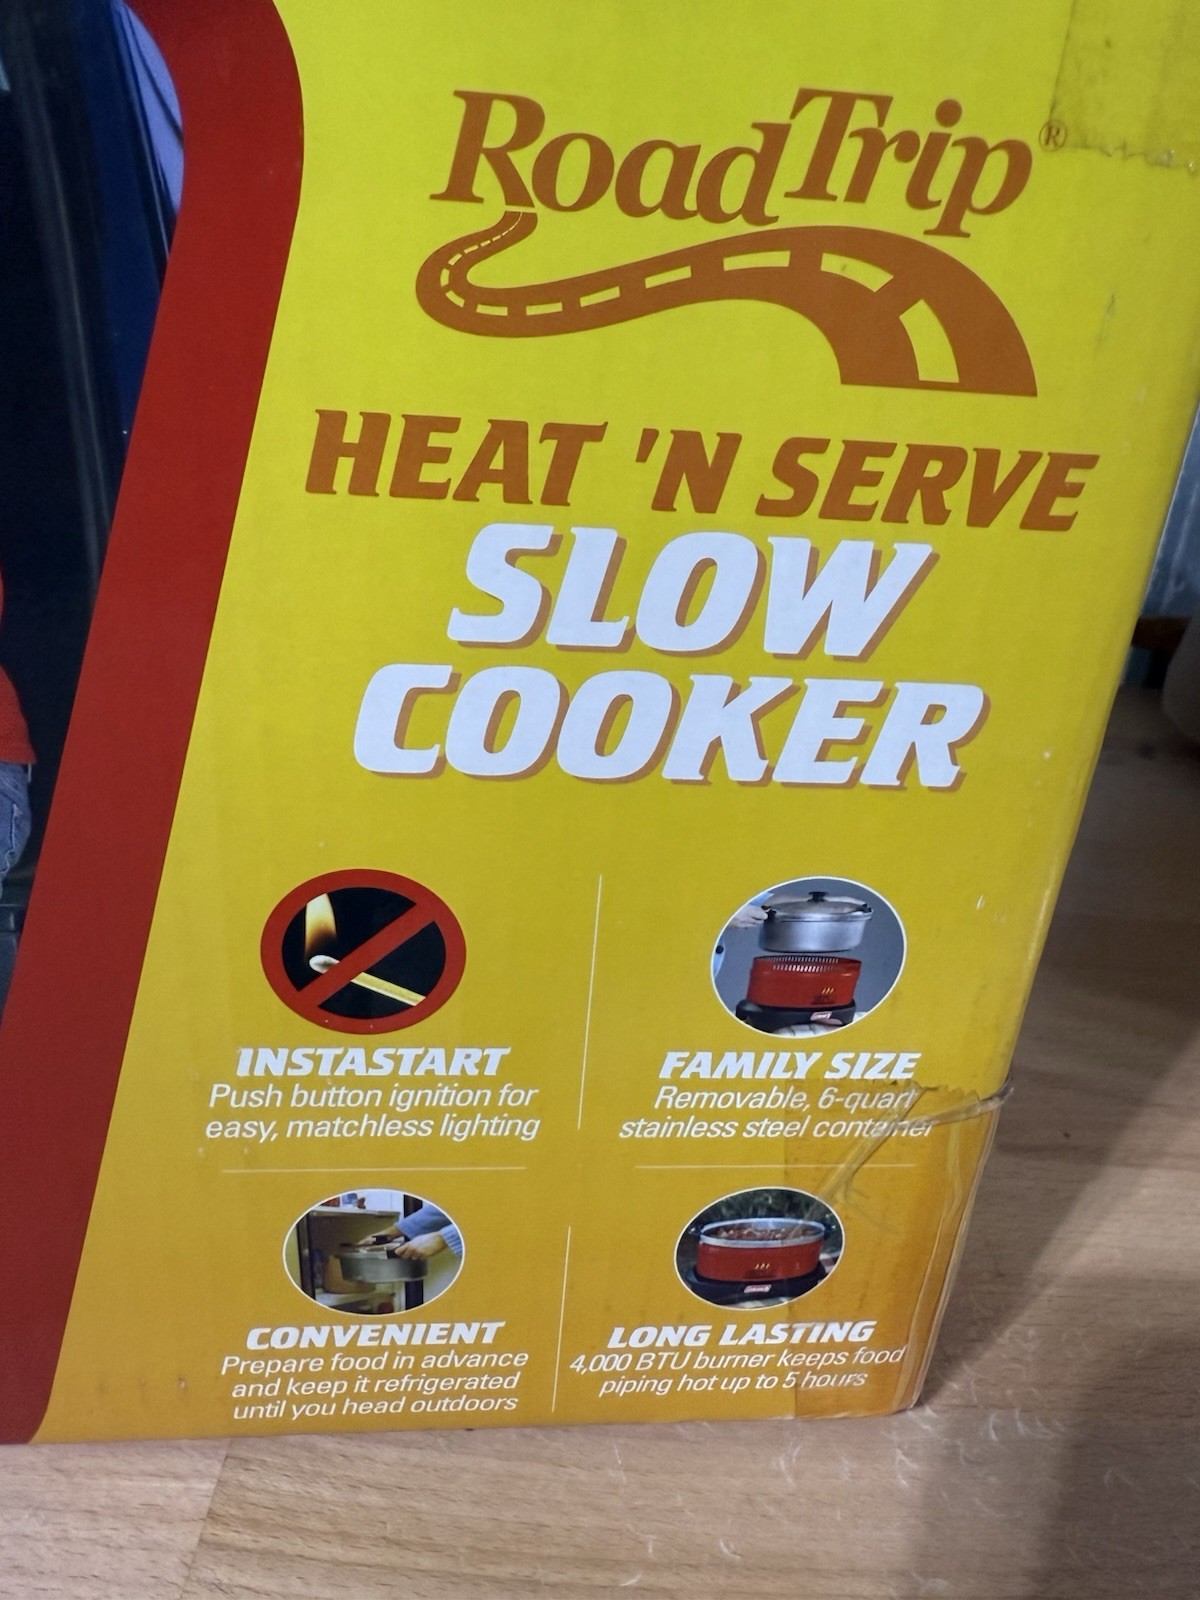 RoadTrip®
HEAT 'N SERVE
SLOW
COOKER
INSTASTART
Push button ignition for
easy, matchless lighting
FAMILY SIZE
Removable, 6-quart
stainless steel container
CONVENIENT
Prepare food in advance
and keep it refrigerated
until you head outdoors
LONG LASTING
4,000 BTU burner keeps food
piping hot up to 5 hours